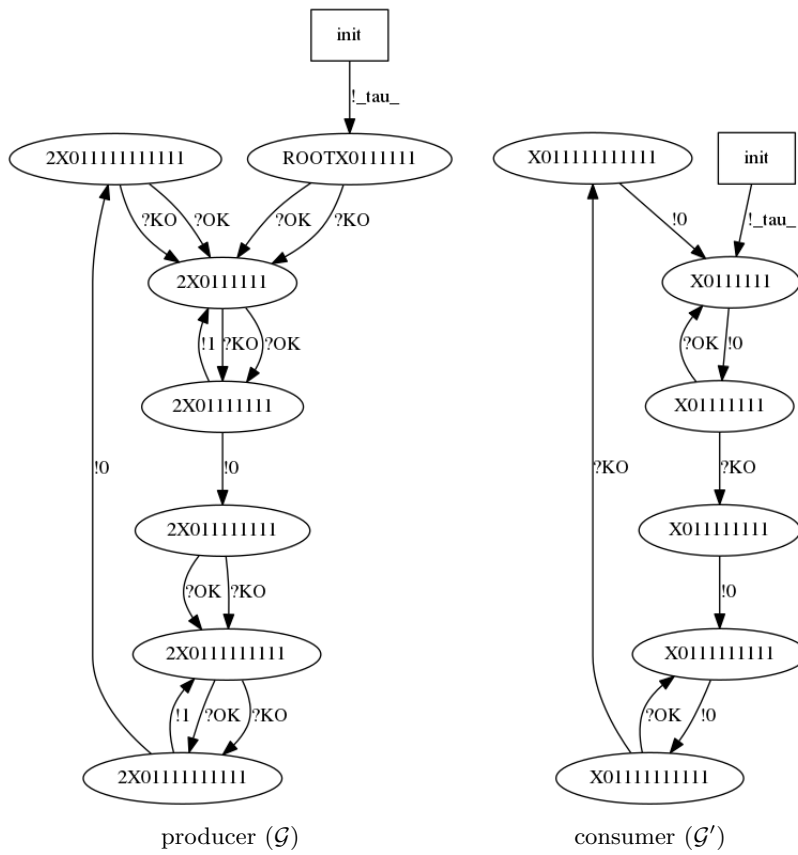 init
!_tau_
2X011111111111
ROOTX0111111
X011111111111
init
?KO
?OK
?OK
?KO
!0
!_tau_
2X0111111
X0111111
!1
?KO
?OK
?OK
!0
2X01111111
X01111111
!0
!0
?KO
?KO
2X011111111
X011111111
?OK
?KO
!0
2X0111111111
X0111111111
!1
?OK
?KO
?OK
!0
2X01111111111
X01111111111
producer (𝒢)
consumer (𝒢′)